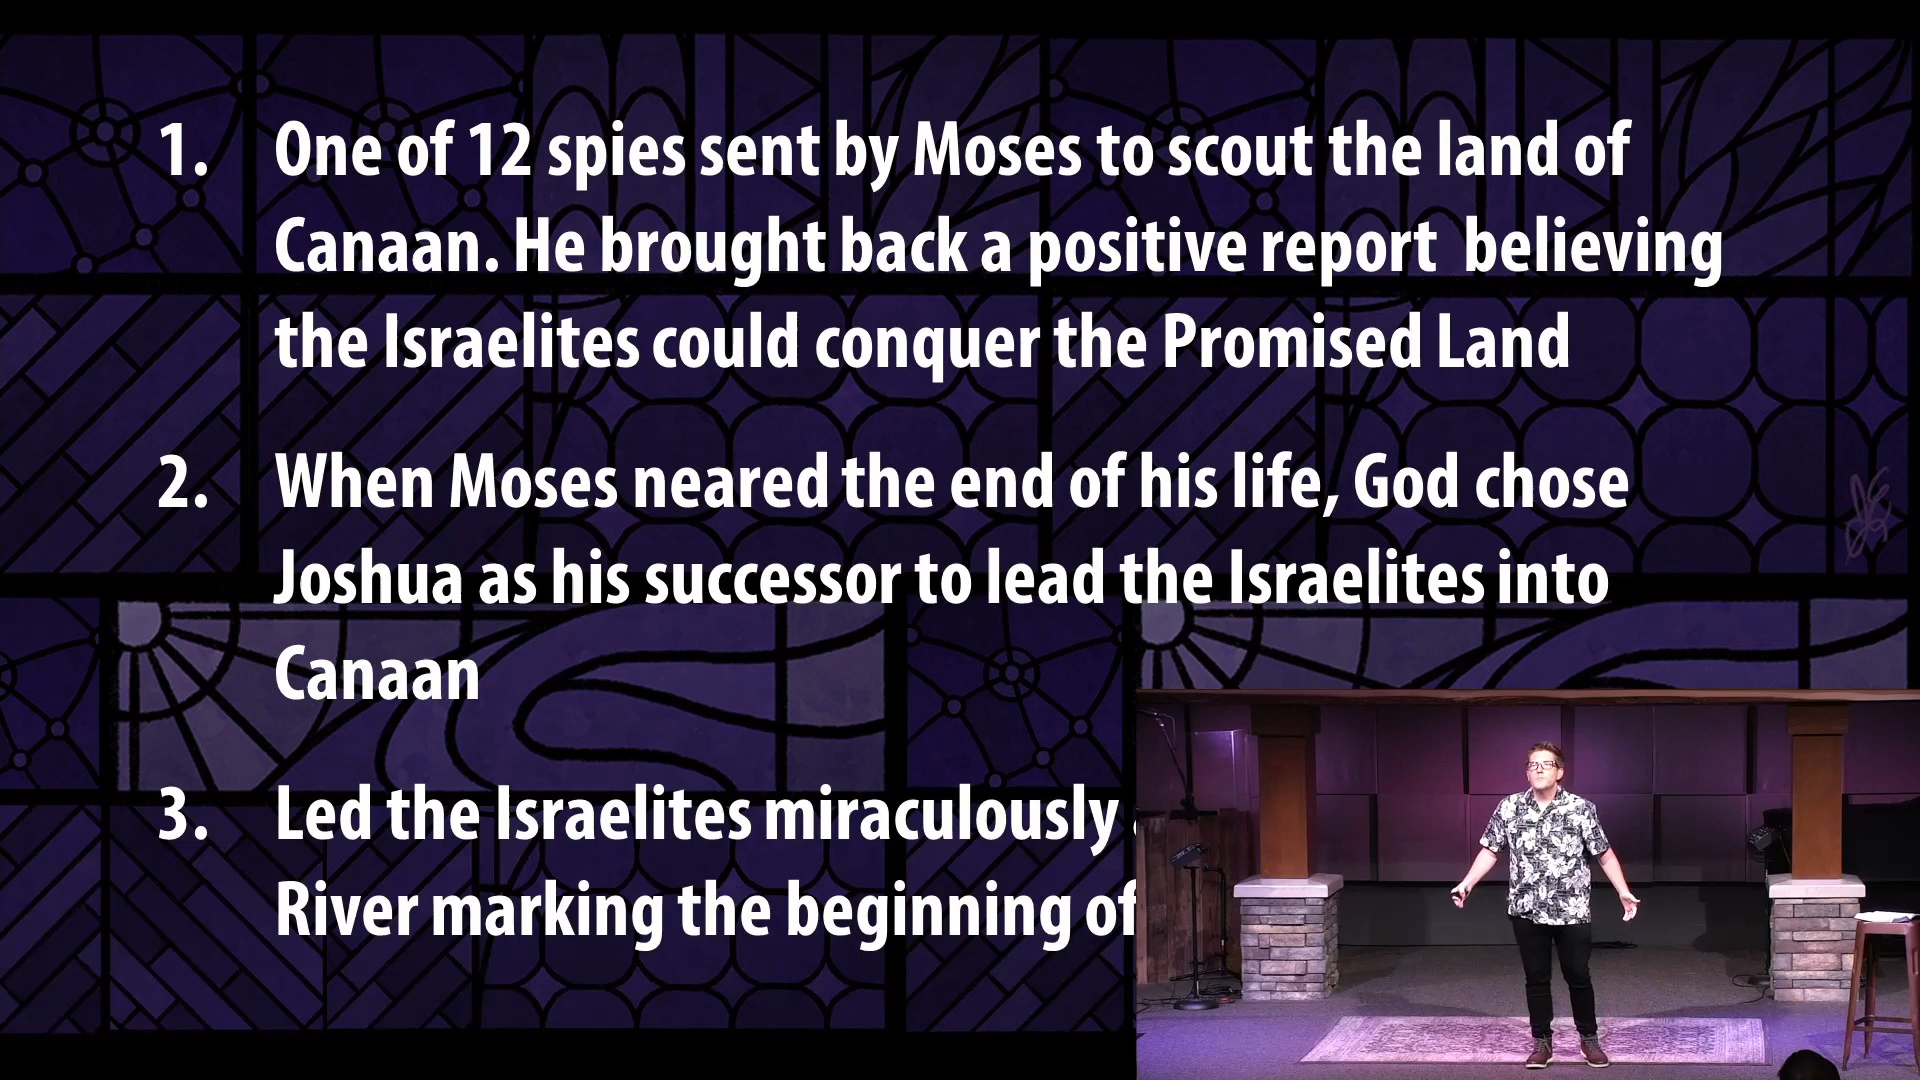 1. One of 12 spies sent by Moses to scout the land of
Canaan. He brought back a positive report  believing
the Israelites could conquer the Promised Land
2. When Moses neared the end of his life, God chose
Joshua as his successor to lead the Israelites into
Canaan
3. Led the Israelites miraculously
River marking the beginning of